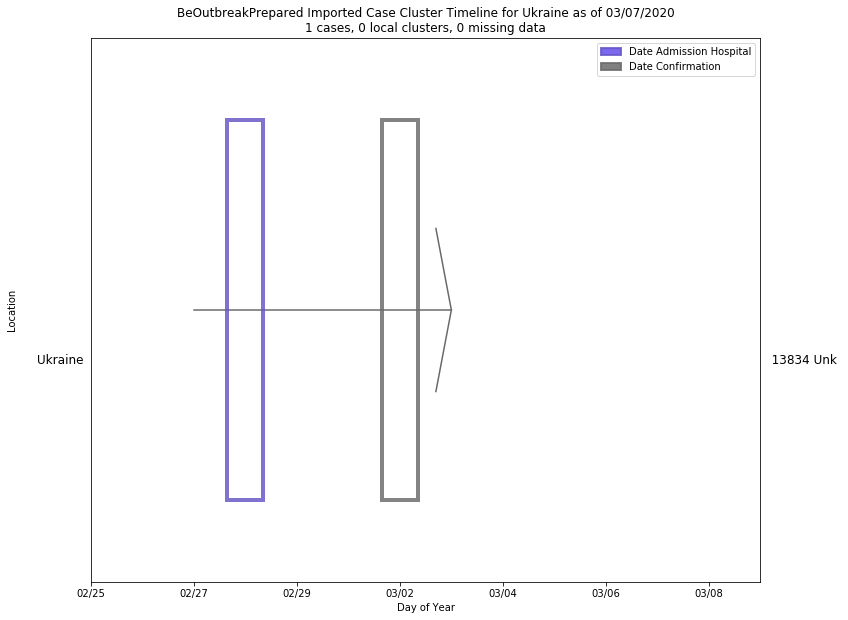 BeOutbreakPrepared Imported Case Cluster Timeline for Ukraine as of 03/07/2020
1 cases, 0 local clusters, 0 missing data
Date Admission Hospital
Date Confirmation
Location
Ukraine
13834 Unk
02/25 02/27 02/29 03/02 03/04 03/06 03/08
Day of Year